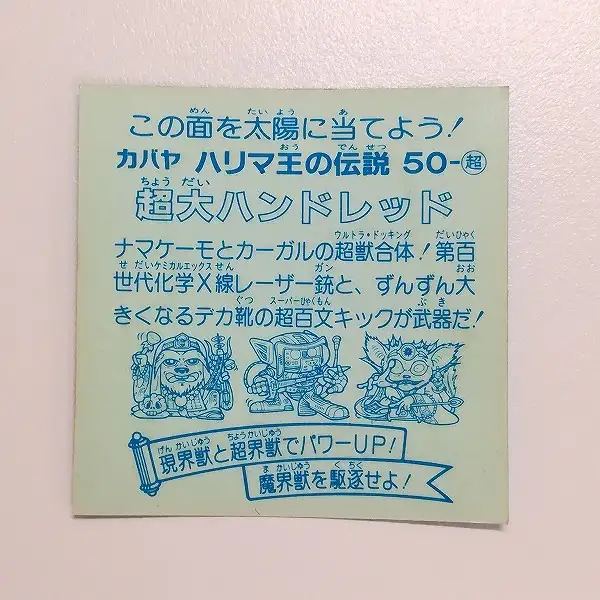 この面を太陽に当てよう!
カバヤ ハリマ王の伝説 50-超
超大ハンドレッド
ナマケーモとカーガルの超獣合体!第百
世代化学X線レーザー銃と、ずんずん大
きくなるデカ靴の超百文キックが武器だ!
現界獣と超界獣でパワーUP!
魔界獣を駆逐せよ!